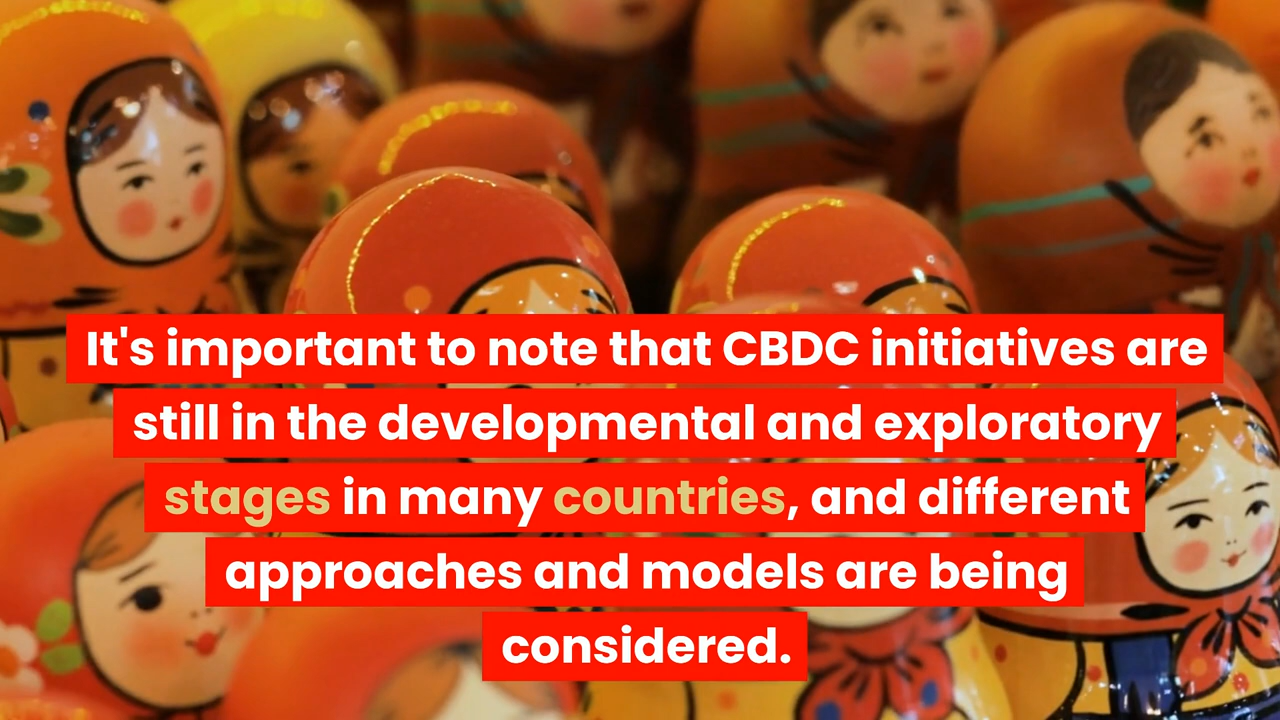 It's important to note that CBDC initiatives are
still in the developmental and exploratory
stages in many countries, and different
approaches and models are being
considered.